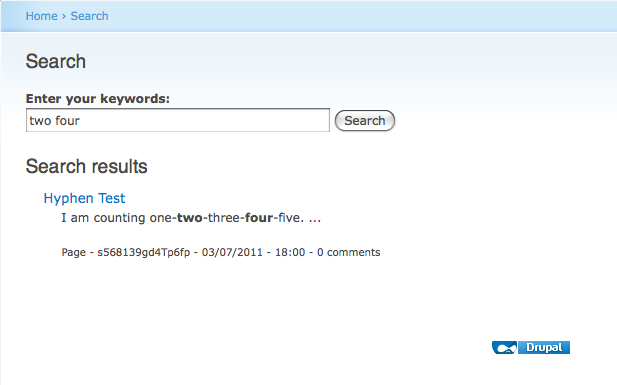 Home › Search
Search
Enter your keywords:
two four
Search
Search results
Hyphen Test
I am counting one-two-three-four-five. ...
Page - s568139gd4Tp6fp - 03/07/2011 - 18:00 - 0 comments
Drupal